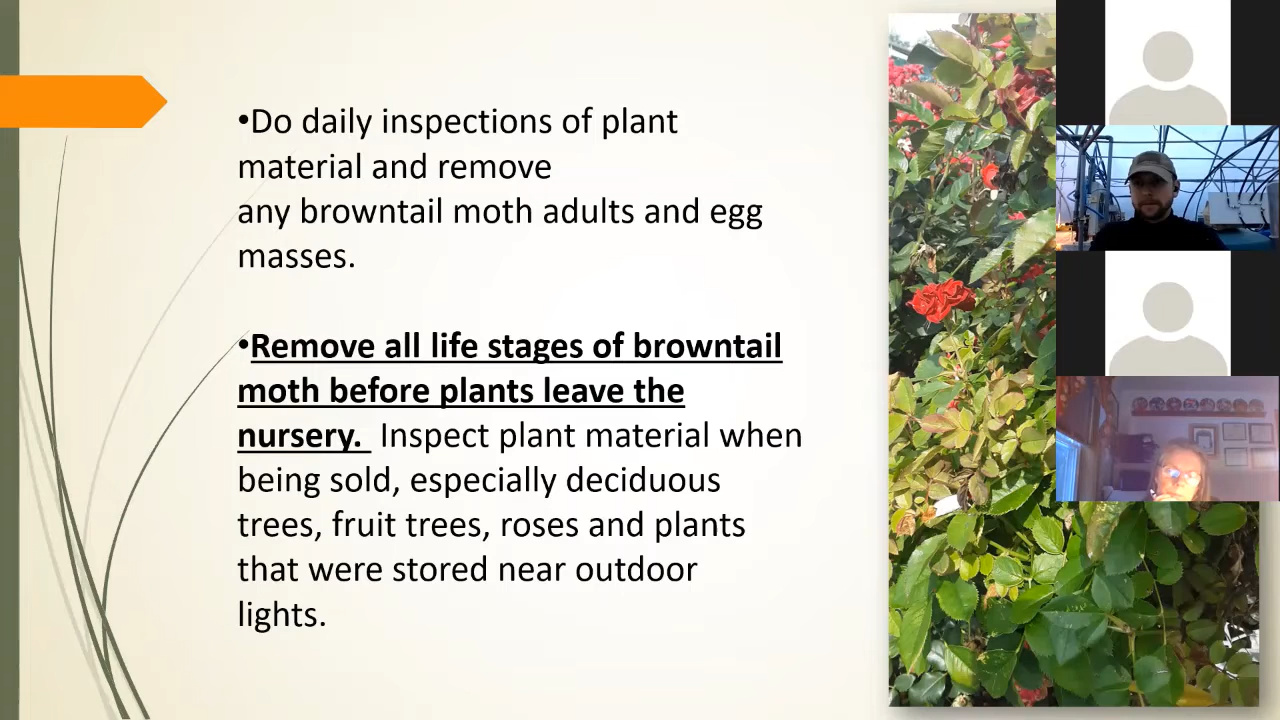 •Do daily inspections of plant
material and remove
any browntail moth adults and egg
masses.
•Remove all life stages of browntail
moth before plants leave the
nursery. Inspect plant material when
being sold, especially deciduous
trees, fruit trees, roses and plants
that were stored near outdoor
lights.